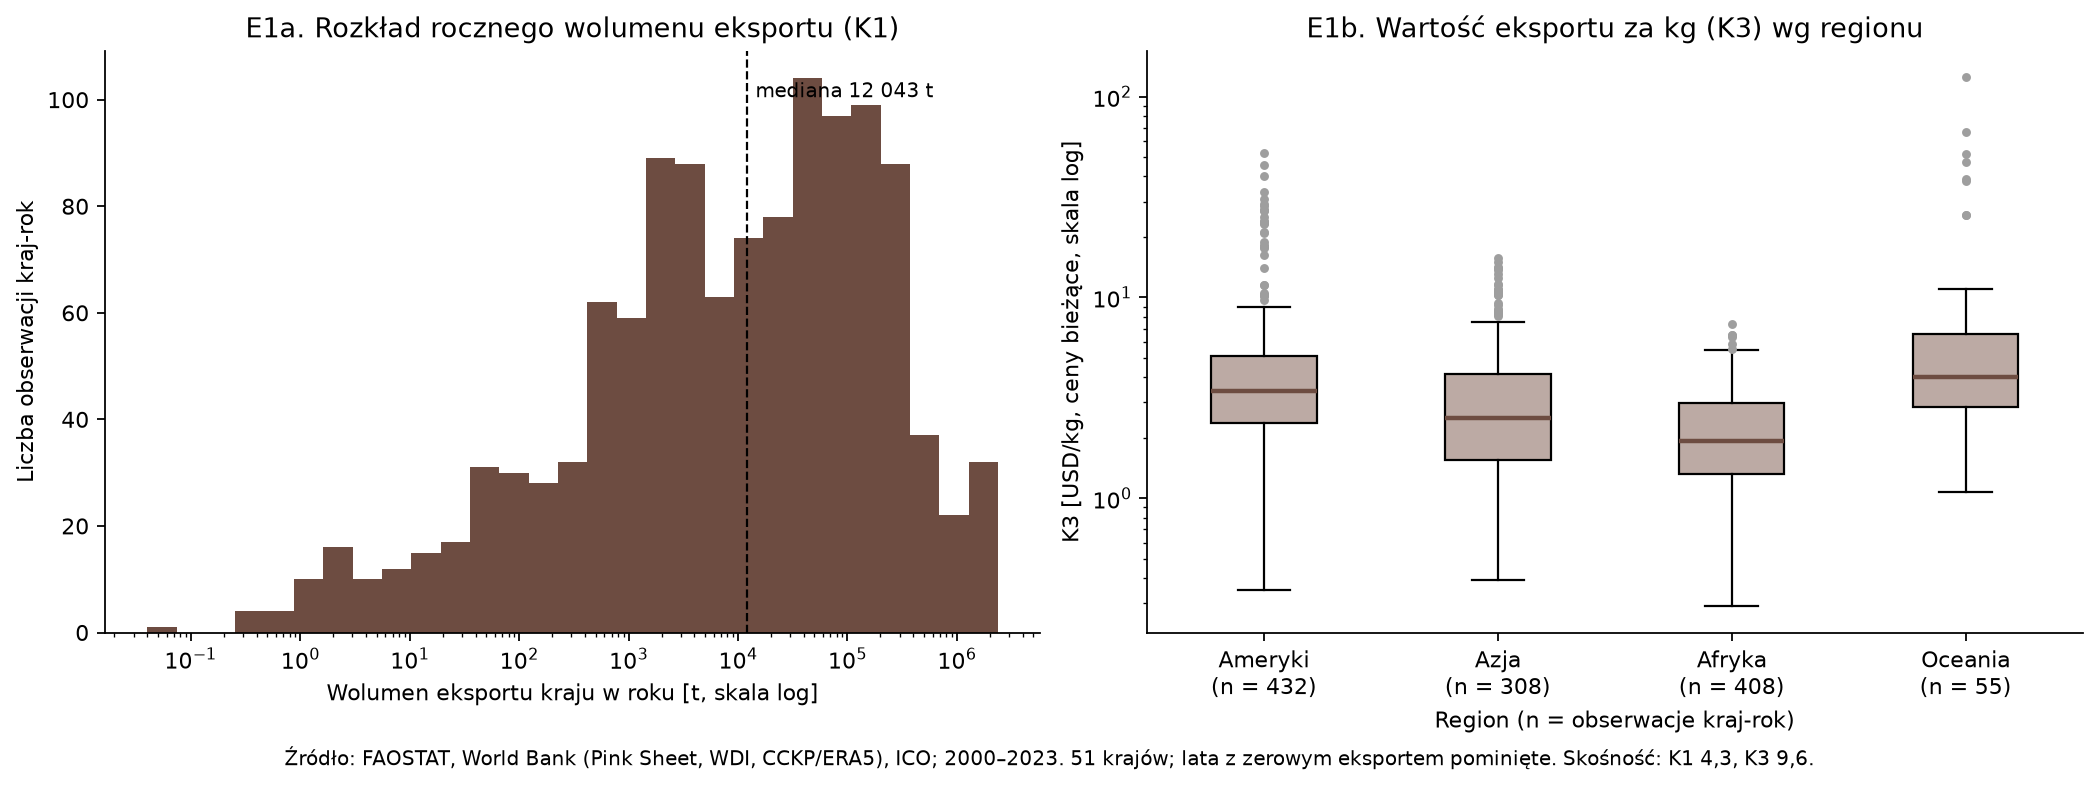 E1a. Rozkład rocznego wolumenu eksportu (K1)
Liczba obserwacji kraj-rok
100
80
60
40
20
0
mediana 12 043 t
10⁻¹
10⁰
10¹
10²
10³
10⁴
10⁵
10⁶
Wolumen eksportu kraju w roku [t, skala log]
E1b. Wartość eksportu za kg (K3) wg regionu
K3 [USD/kg, ceny bieżące, skala log]
10²
10¹
10⁰
Ameryki
(n = 432)
Azja
(n = 308)
Afryka
(n = 408)
Oceania
(n = 55)
Region (n = obserwacje kraj-rok)
Źródło: FAOSTAT, World Bank (Pink Sheet, WDI, CCKP/ERA5), ICO; 2000–2023. 51 krajów; lata z zerowym eksportem pominięte. Skośność: K1 4,3, K3 9,6.